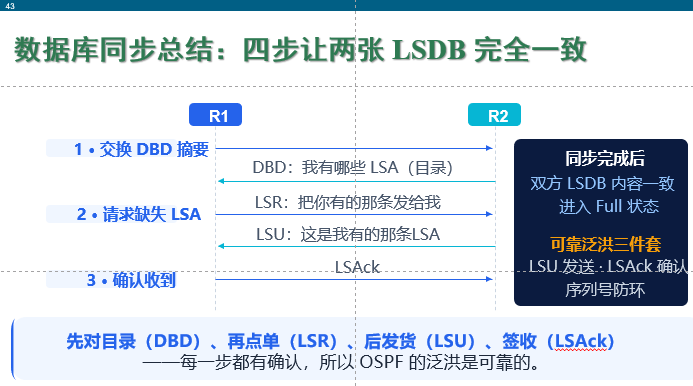 43
数据库同步总结：四步让两张 LSDB 完全一致
R1
R2
1 • 交换 DBD 摘要
DBD：我有哪些 LSA（目录）
LSR：把你有的那条发给我
2 • 请求缺失 LSA
LSU：这是我有的那条LSA
LSAck
3 • 确认收到
同步完成后
双方 LSDB 内容一致
进入 Full 状态
可靠泛洪三件套
LSU 发送 · LSAck 确认
序列号防环
先对目录（DBD）、再点单（LSR）、后发货（LSU）、签收（LSAck）
——每一步都有确认，所以 OSPF 的泛洪是可靠的。